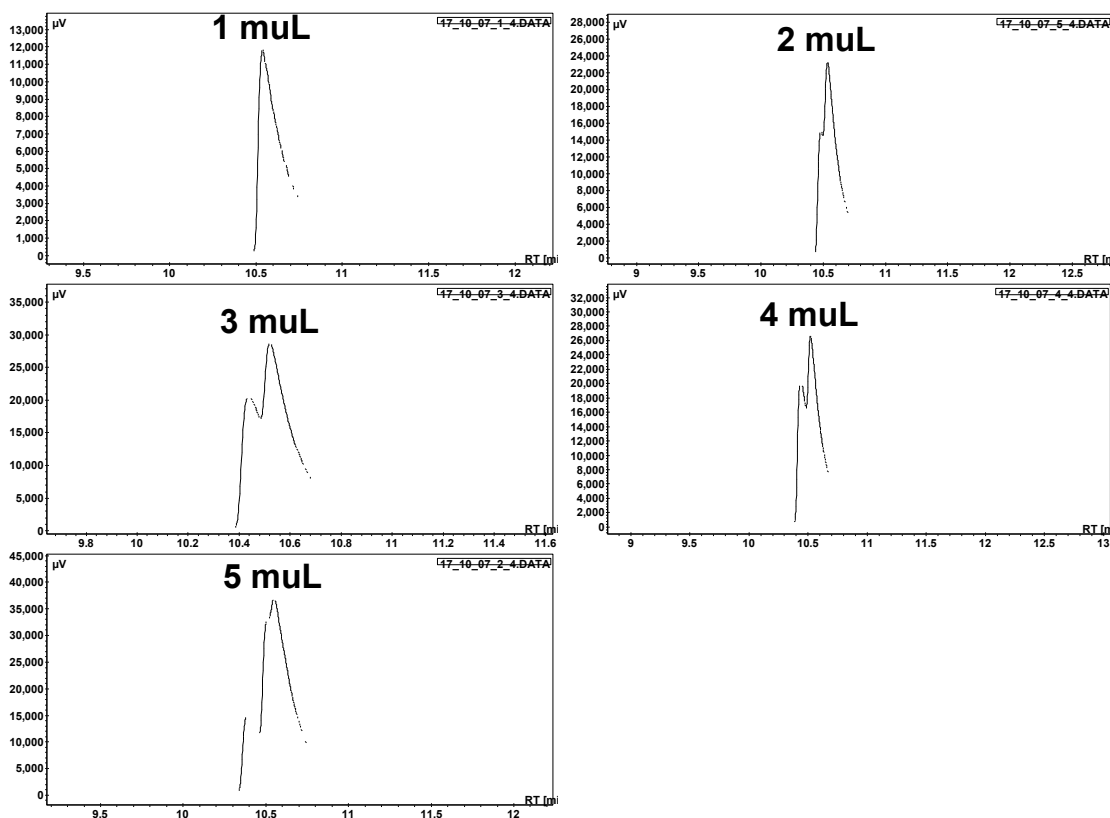 1 muL
µV
17_10_07_1_4.DATA
13,000
12,000
11,000
10,000
9,000
8,000
7,000
6,000
5,000
4,000
3,000
2,000
1,000
0
RT [mi
9.5 10 10.5 11 11.5 12
2 muL
µV
17_10_07_5_4.DATA
28,000
26,000
24,000
22,000
20,000
18,000
16,000
14,000
12,000
10,000
8,000
6,000
4,000
2,000
0
RT [mi
9 9.5 10 10.5 11 11.5 12 12.5
3 muL
µV
17_10_07_3_4.DATA
35,000
30,000
25,000
20,000
15,000
10,000
5,000
0
RT [mi
9.8 10 10.2 10.4 10.6 10.8 11 11.2 11.4 11.6
4 muL
µV
17_10_07_4_4.DATA
32,000
30,000
28,000
26,000
24,000
22,000
20,000
18,000
16,000
14,000
12,000
10,000
8,000
6,000
4,000
2,000
0
RT [mi
9 9.5 10 10.5 11 11.5 12 12.5 13
5 muL
µV
17_10_07_2_4.DATA
45,000
40,000
35,000
30,000
25,000
20,000
15,000
10,000
5,000
0
RT [mi
9.5 10 10.5 11 11.5 12